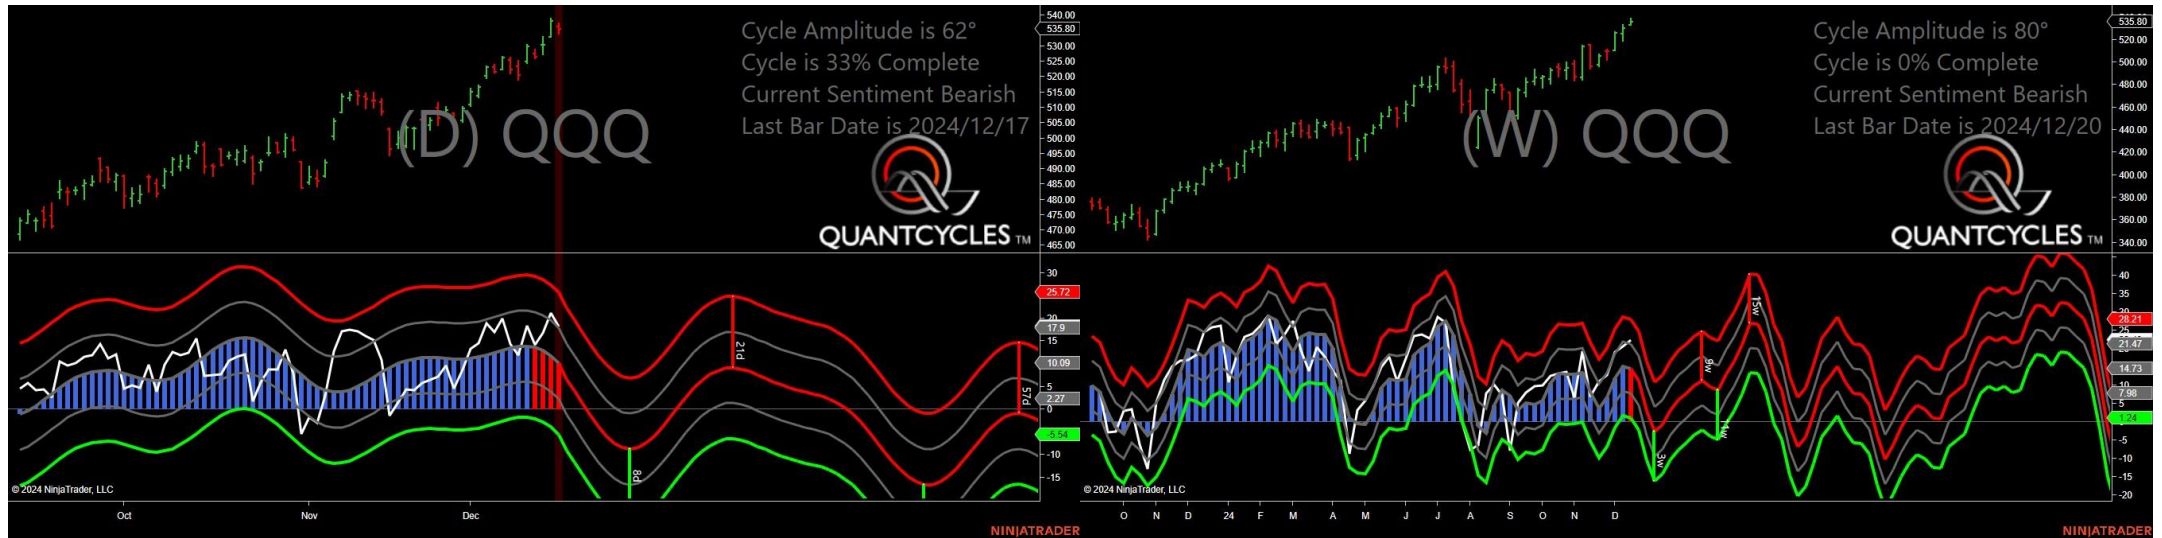 Cycle Amplitude is 62°
Cycle is 33% Complete
Current Sentiment Bearish
Last Bar Date is 2024/12/17
(D) QQQ
QUANTCYCLES TM
540.00
535.80
530.00
525.00
520.00
515.00
510.00
505.00
500.00
495.00
490.00
485.00
480.00
475.00
470.00
465.00
30
25.72
20
17.9
15
10.09
5
2.27
0
-5.54
-10
-15
8d
21d
57d
© 2024 NinjaTrader, LLC
Oct
Nov
Dec
NINJATRADER
Cycle Amplitude is 80°
Cycle is 0% Complete
Current Sentiment Bearish
Last Bar Date is 2024/12/20
(W) QQQ
QUANTCYCLES TM
535.80
520.00
500.00
480.00
460.00
440.00
420.00
400.00
380.00
360.00
340.00
40
35
30
28.21
25
21.47
14.73
10
7.98
5
1.24
-5
-10
-15
-20
3w
9w
15w
© 2024 NinjaTrader, LLC
O
N
D
24
F
M
A
M
J
J
A
S
O
N
D
NINJATRADER